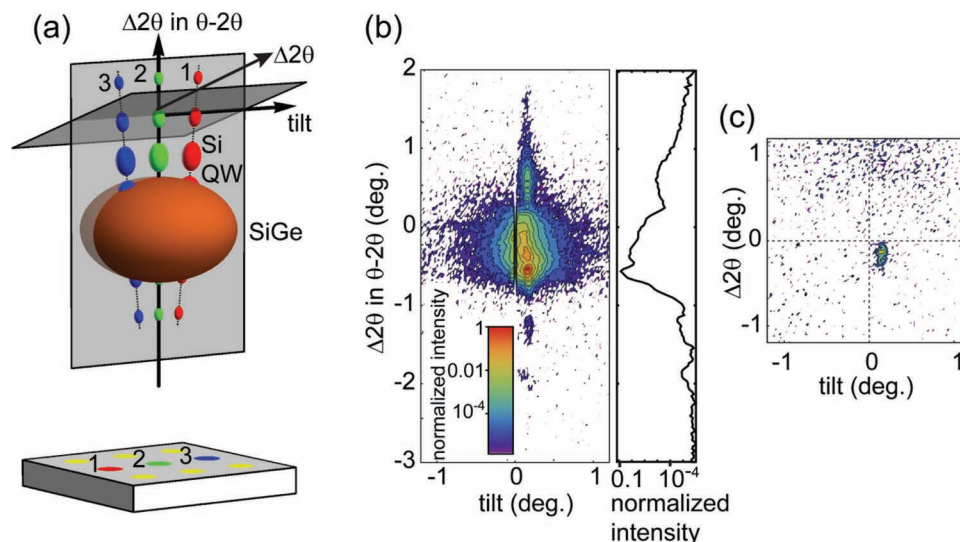 (a)
Δ2θ in θ-2θ
Δ2θ
3
2
1
tilt
Si
QW
SiGe
1
2
3
(b)
2
1
0
-1
-2
-3
Δ2θ in θ-2θ (deg.)
normalized intensity
1
0.01
10-4
-1
0
1
tilt (deg.)
0.1
10-4
normalized
intensity
(c)
1
0
-1
Δ2θ (deg.)
-1
0
1
tilt (deg.)